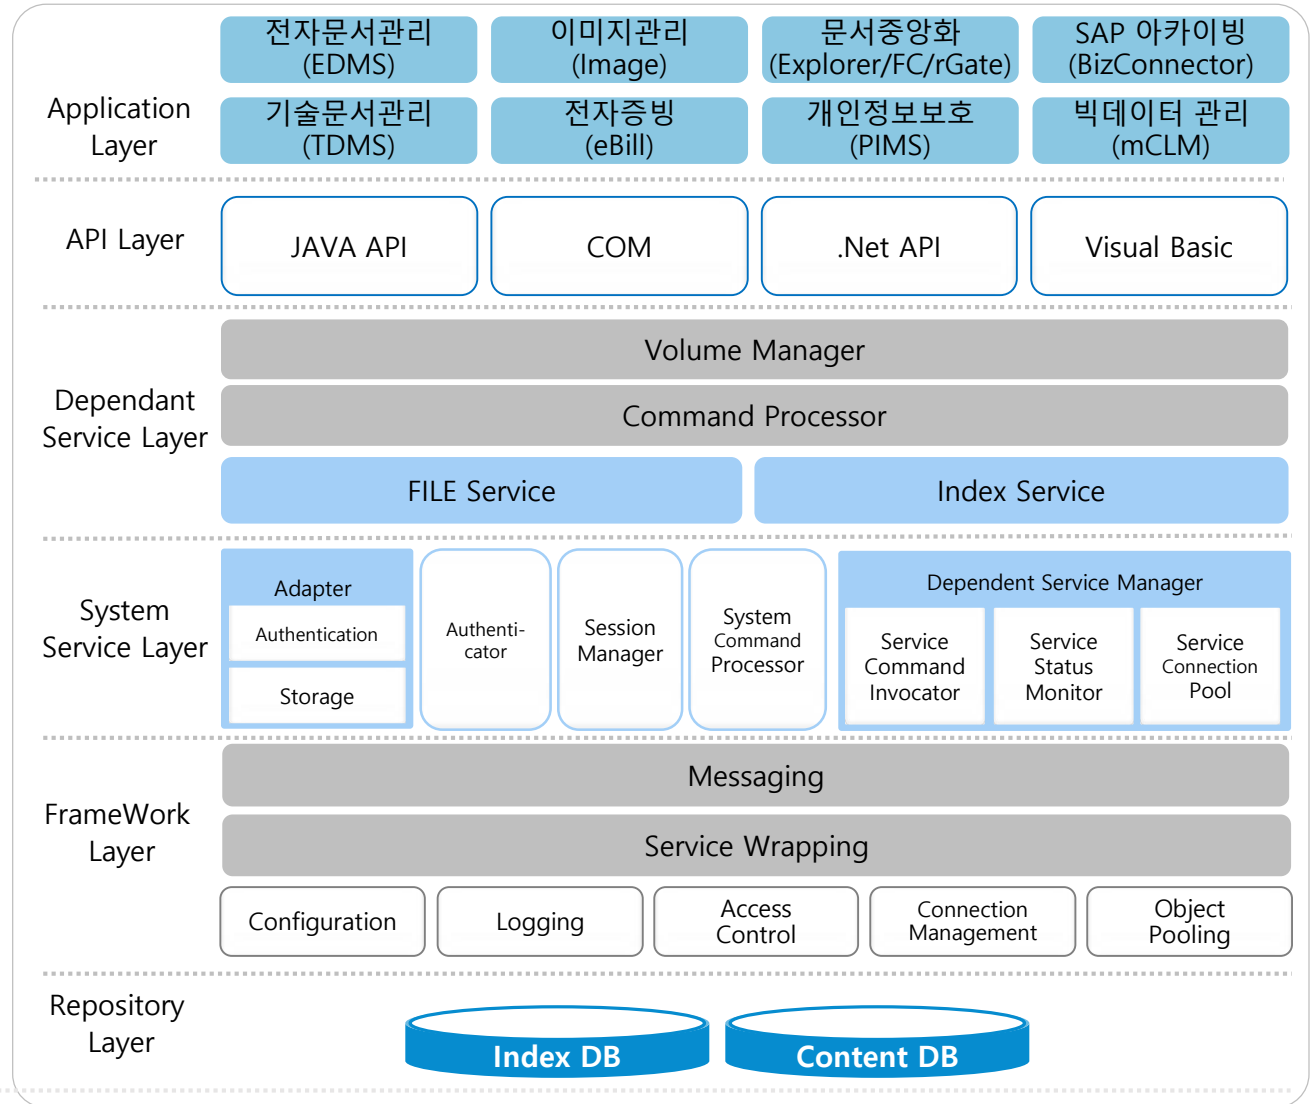 전자문서관리
(EDMS)
이미지관리
(Image)
문서중앙화
(Explorer/FC/rGate)
SAP 아카이빙
(BizConnector)
Application
Layer
기술문서관리
(TDMS)
전자증빙
(eBill)
개인정보보호
(PIMS)
빅데이터 관리
(mCLM)
API Layer
JAVA API
COM
.Net API
Visual Basic
Dependant
Service Layer
Volume Manager
Command Processor
FILE Service
Index Service
System
Service Layer
Adapter
Authentication
Storage
Authenti-
cator
Session
Manager
System
Command
Processor
Dependent Service Manager
Service
Command
Invocator
Service
Status
Monitor
Service
Connection
Pool
FrameWork
Layer
Messaging
Service Wrapping
Configuration
Logging
Access
Control
Connection
Management
Object
Pooling
Repository
Layer
Index DB
Content DB